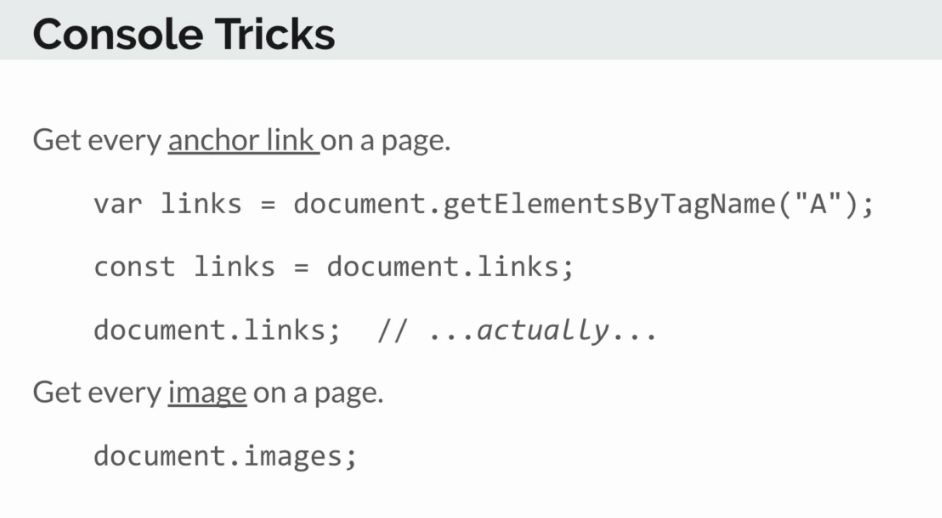 Console Tricks
Get every anchor link on a page.
var links = document.getElementsByTagName("A");
const links = document.links;
document.links;  // ...actually...
Get every image on a page.
document.images;